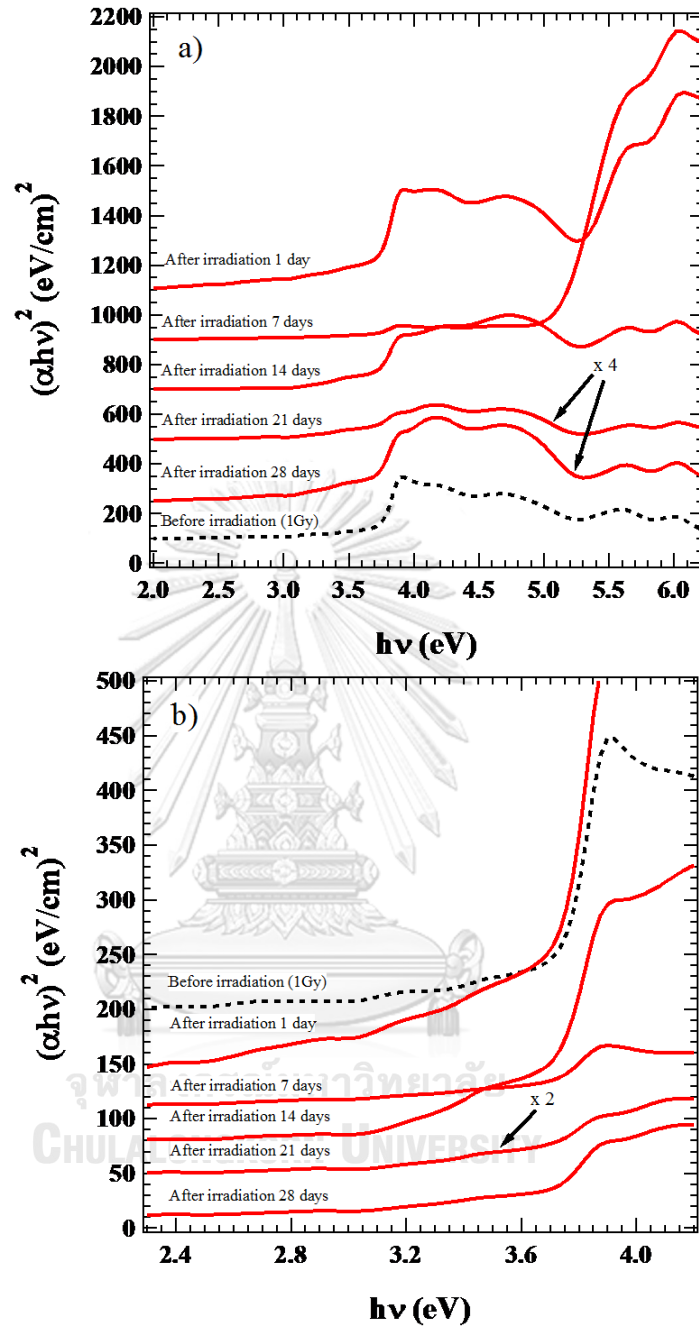 a)
2200
2000
1800
1600
1400
1200
1000
800
600
400
200
0
(αhν)² (eV/cm)²
After irradiation 1 day
After irradiation 7 days
After irradiation 14 days
x 4
After irradiation 21 days
After irradiation 28 days
Before irradiation (1Gy)
2.0 2.5 3.0 3.5 4.0 4.5 5.0 5.5 6.0
hν (eV)
b)
500
450
400
350
300
250
200
150
100
50
0
(αhν)² (eV/cm)²
Before irradiation (1Gy)
After irradiation 1 day
After irradiation 7 days
After irradiation 14 days
x 2
After irradiation 21 days
After irradiation 28 days
2.4 2.8 3.2 3.6 4.0
hν (eV)
จุฬาลงกรณ์มหาวิทยาลัย
CHULALONGKORN UNIVERSITY